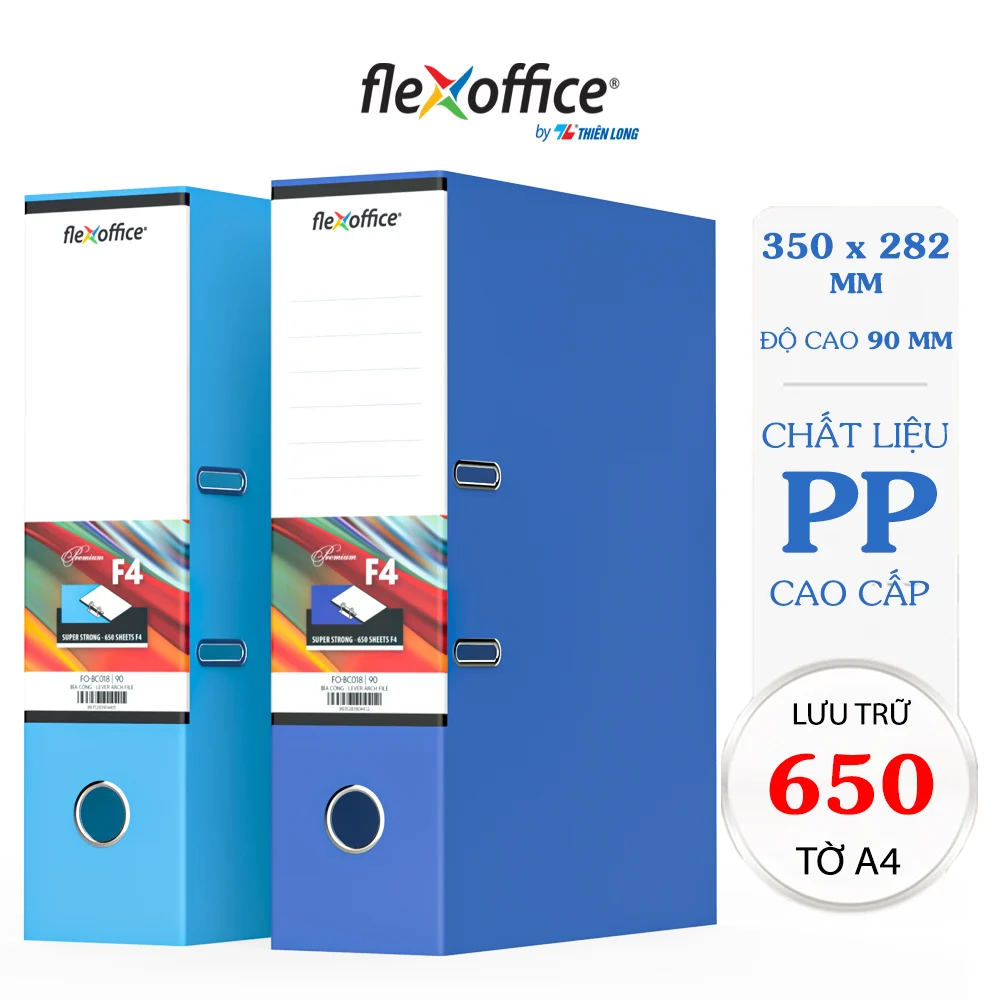 flexoffice®
by TL® THIÊN LONG
flexoffice®
Premium
F4
SUPER STRONG - 650 SHEETS F4
FO-BC018 | 90
BÌA CÒNG - LEVER ARCH FILE
flexoffice®
Premium
F4
SUPER STRONG - 650 SHEETS F4
FO-BC018 | 90
BÌA CÒNG - LEVER ARCH FILE
350 x 282
MM
ĐỘ CAO 90 MM
CHẤT LIỆU
PP
CAO CẤP
LƯU TRỮ
650
TỜ A4